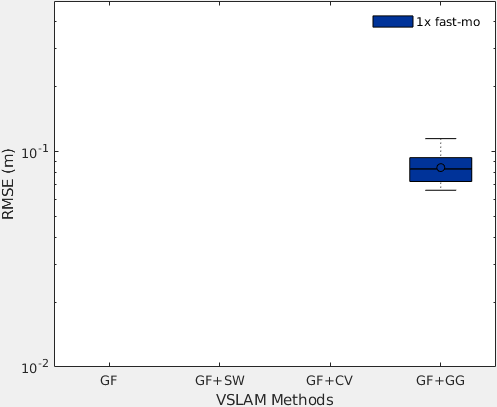 1x fast-mo
10^-1
RMSE (m)
10^-2
GF GF+SW GF+CV GF+GG
VSLAM Methods